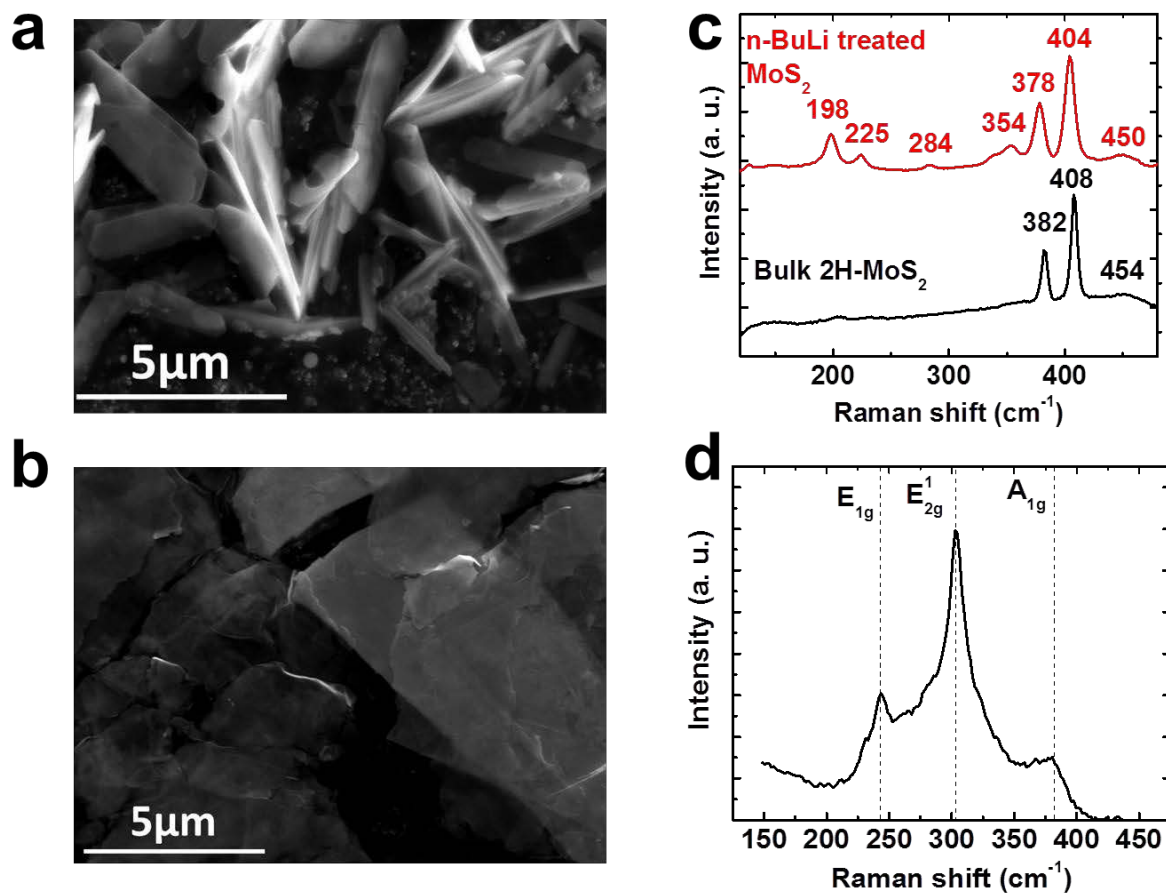 a
5μm
b
5μm
c
n-BuLi treated
MoS₂
198
225
284
354
378
404
450
Bulk 2H-MoS₂
382
408
454
Intensity (a. u.)
200 300 400
Raman shift (cm⁻¹)
d
E₁g
E¹₂g
A₁g
Intensity (a. u.)
150 200 250 300 350 400 450
Raman shift (cm⁻¹)